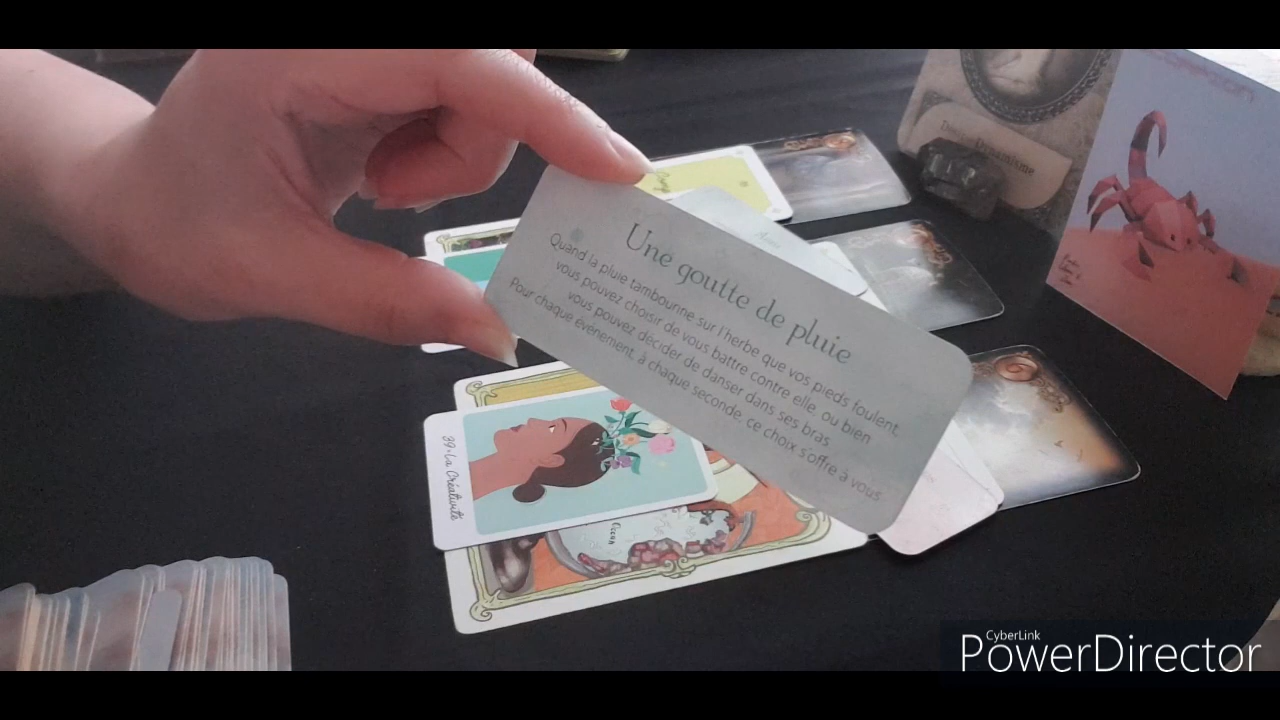 Une goutte de pluie
Quand la pluie tambourine sur l'herbe que vos pieds foulent,
vous pouvez choisir de vous battre contre elle, ou bien
vous pouvez décider de danser dans ses bras.
Pour chaque événement, à chaque seconde, ce choix s'offre à vous.
39 • La Créativité
Dynamisme
CyberLink
PowerDirector